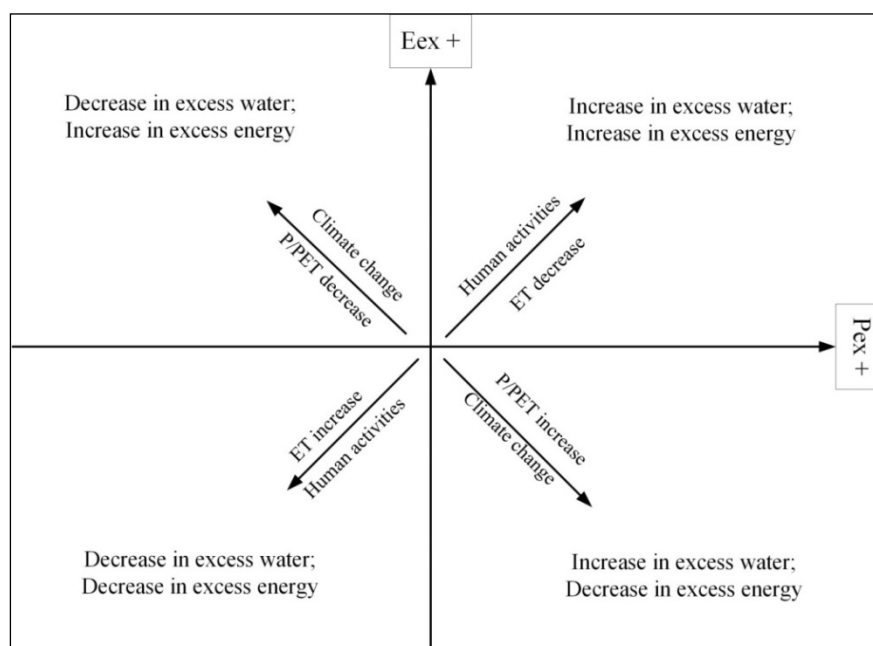 Eex +
Decrease in excess water;
Increase in excess energy
Increase in excess water;
Increase in excess energy
Climate change
P/PET decrease
Human activities
ET decrease
Pex +
ET increase
Human activities
P/PET increase
Climate change
Decrease in excess water;
Decrease in excess energy
Increase in excess water;
Decrease in excess energy